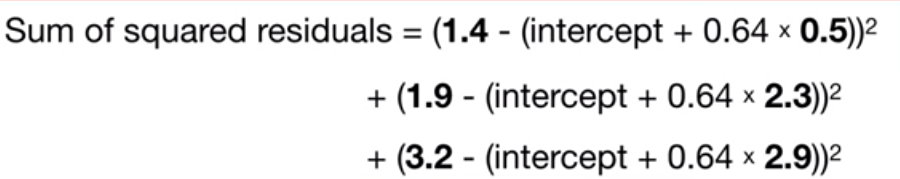 Sum of squared residuals = (1.4 - (intercept + 0.64 × 0.5))²
+ (1.9 - (intercept + 0.64 × 2.3))²
+ (3.2 - (intercept + 0.64 × 2.9))²